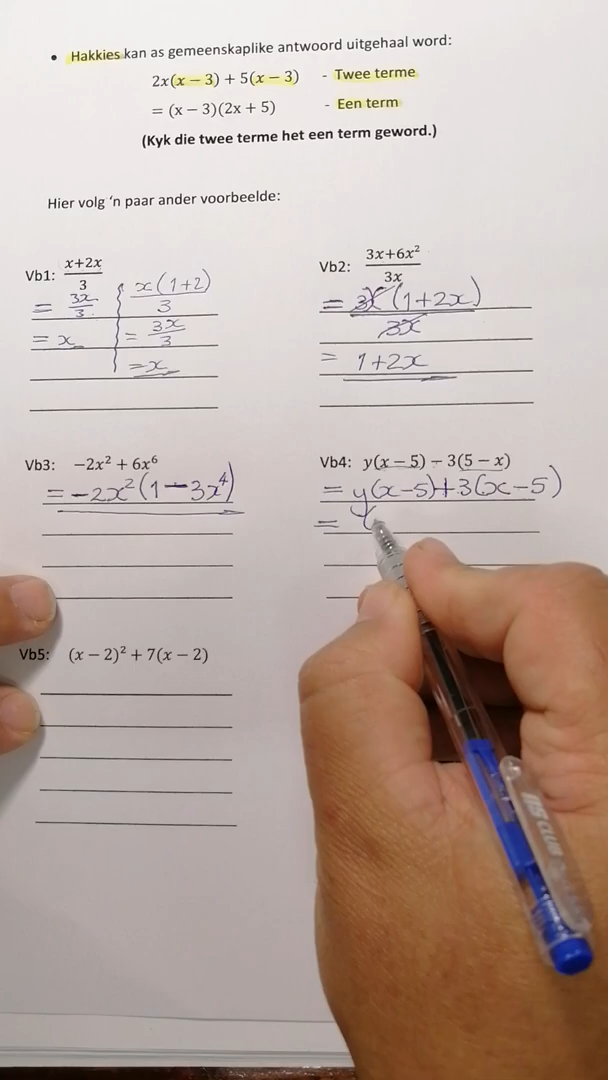 • Hakkies kan as gemeenskaplike antwoord uitgehaal word:
2x(x – 3) + 5(x – 3) - Twee terme
= (x – 3)(2x + 5) - Een term
(Kyk die twee terme het een term geword.)
Hier volg 'n paar ander voorbeelde:
Vb1: x+2x / 3
= 3x / 3
= x
x(1+2) / 3
= 3x / 3
= x
Vb2: 3x+6x² / 3x
= 3x(1+2x) / 3x
= 1+2x
Vb3: −2x² + 6x⁶
= −2x²(1−3x⁴)
Vb4: y(x – 5) – 3(5 – x)
= y(x−5)+3(x−5)
= (
Vb5: (x – 2)² + 7(x – 2)